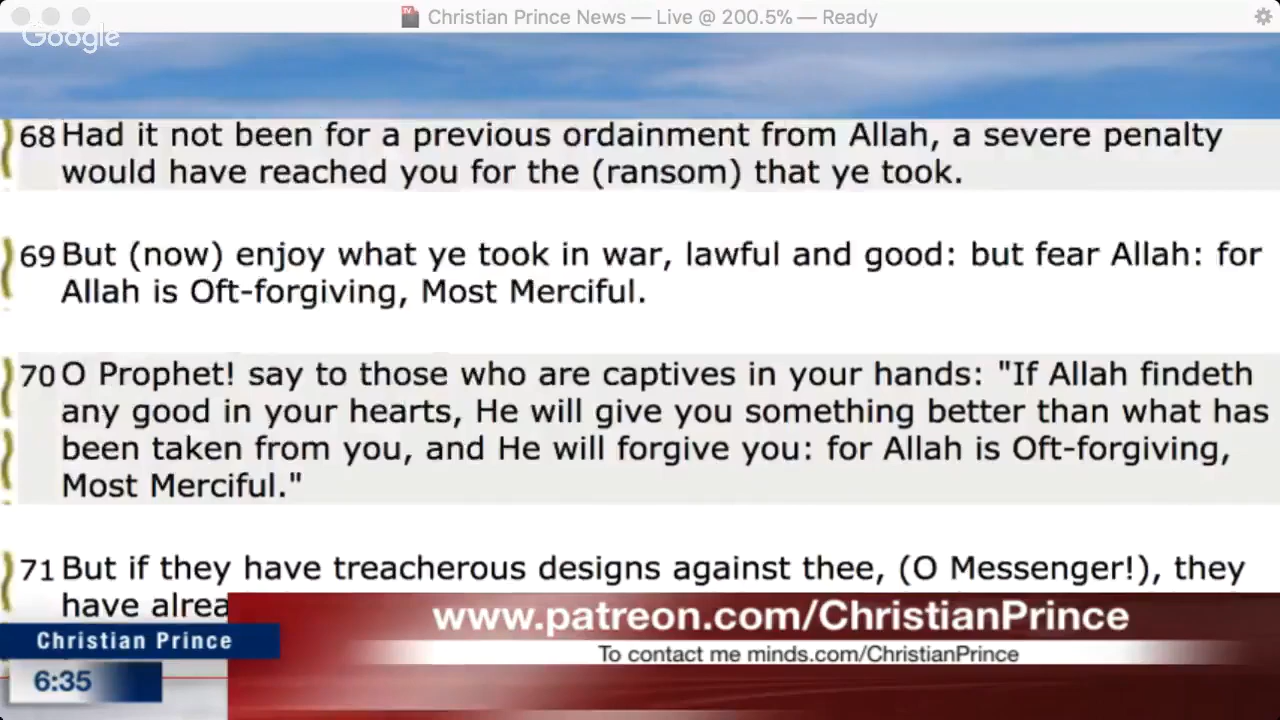 Christian Prince News — Live @ 200.5% — Ready
Google
68 Had it not been for a previous ordainment from Allah, a severe penalty
would have reached you for the (ransom) that ye took.
69 But (now) enjoy what ye took in war, lawful and good: but fear Allah: for
Allah is Oft-forgiving, Most Merciful.
70 O Prophet! say to those who are captives in your hands: "If Allah findeth
any good in your hearts, He will give you something better than what has
been taken from you, and He will forgive you: for Allah is Oft-forgiving,
Most Merciful."
71 But if they have treacherous designs against thee, (O Messenger!), they
have alrea
www.patreon.com/ChristianPrince
Christian Prince
To contact me minds.com/ChristianPrince
6:35